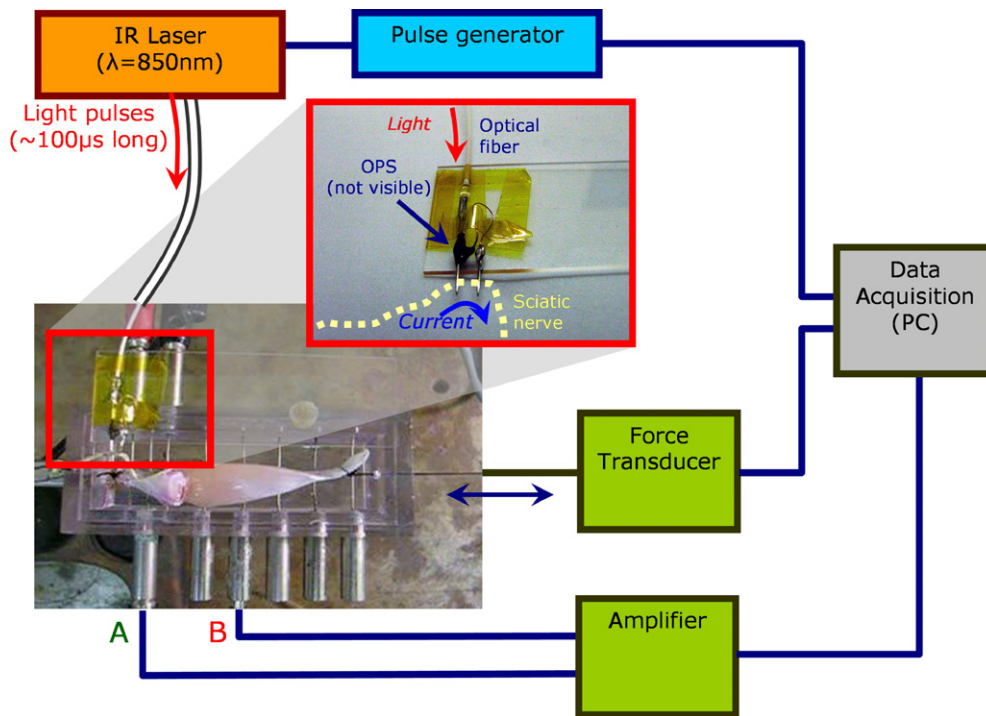 IR Laser
(λ=850nm)
Pulse generator
Light pulses
(~100µs long)
Light
Optical
fiber
OPS
(not visible)
Sciatic
nerve
Current
Data
Acquisition
(PC)
Force
Transducer
A
B
Amplifier